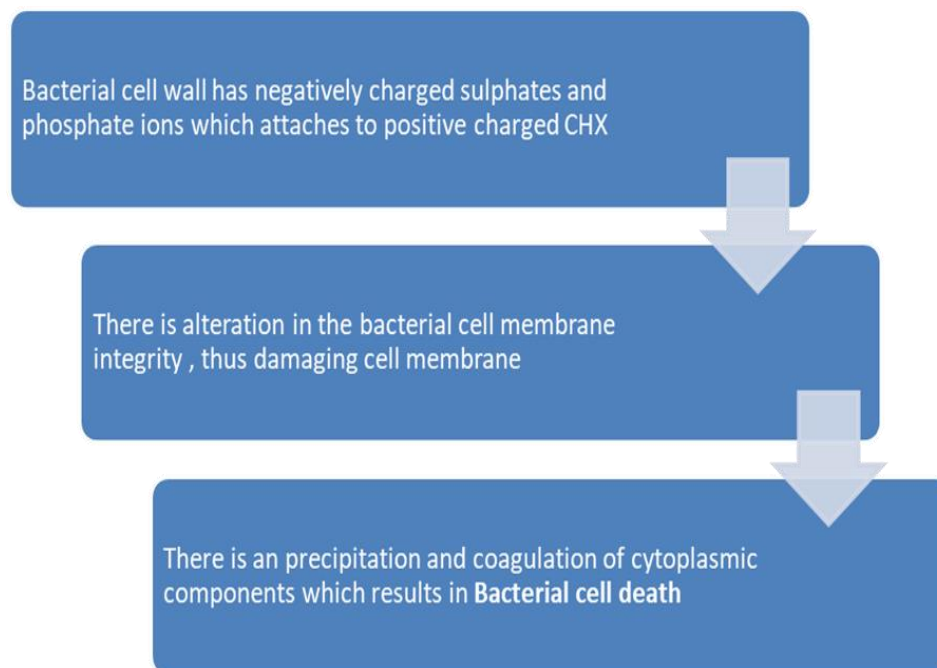 Bacterial cell wall has negatively charged sulphates and
phosphate ions which attaches to positive charged CHX
There is alteration in the bacterial cell membrane
integrity , thus damaging cell membrane
There is an precipitation and coagulation of cytoplasmic
components which results in Bacterial cell death